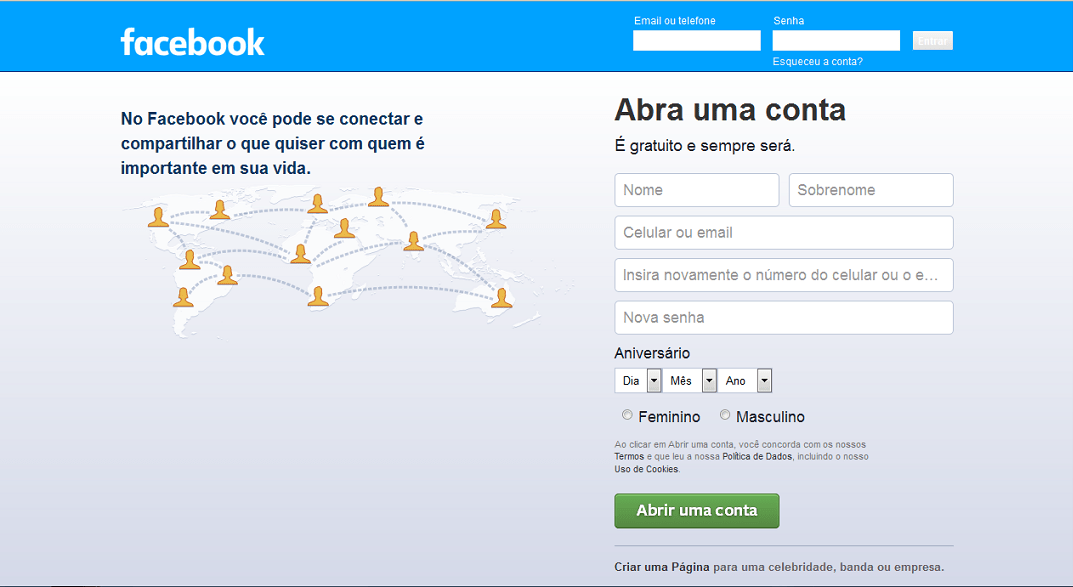 facebook
Email ou telefone
Senha
Entrar
Esqueceu a conta?
No Facebook você pode se conectar e
compartilhar o que quiser com quem é
importante em sua vida.
Abra uma conta
É gratuito e sempre será.
Nome
Sobrenome
Celular ou email
Insira novamente o número do celular ou o e...
Nova senha
Aniversário
Dia
Mês
Ano
Feminino
Masculino
Ao clicar em Abrir uma conta, você concorda com os nossos
Termos e que leu a nossa Política de Dados, incluindo o nosso
Uso de Cookies.
Abrir uma conta
Criar uma Página para uma celebridade, banda ou empresa.